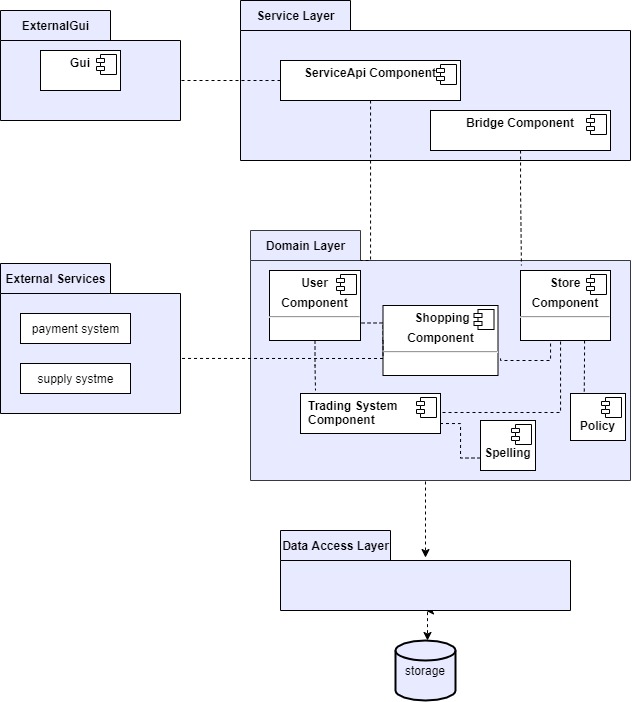 ExternalGui
Gui
Service Layer
ServiceApi Component
Bridge Component
External Services
payment system
supply systme
Domain Layer
User
Component
Shopping
Component
Store
Component
Trading System
Component
Spelling
Policy
Data Access Layer
storage